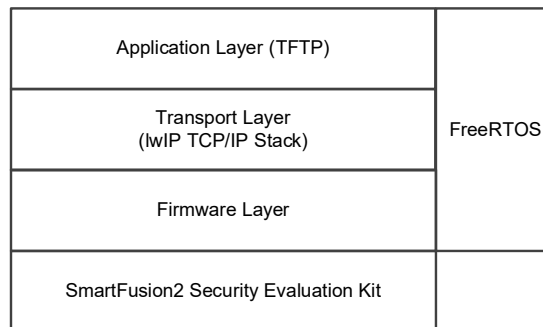 Application Layer (TFTP)
Transport Layer
(lwIP TCP/IP Stack)
FreeRTOS
Firmware Layer
SmartFusion2 Security Evaluation Kit